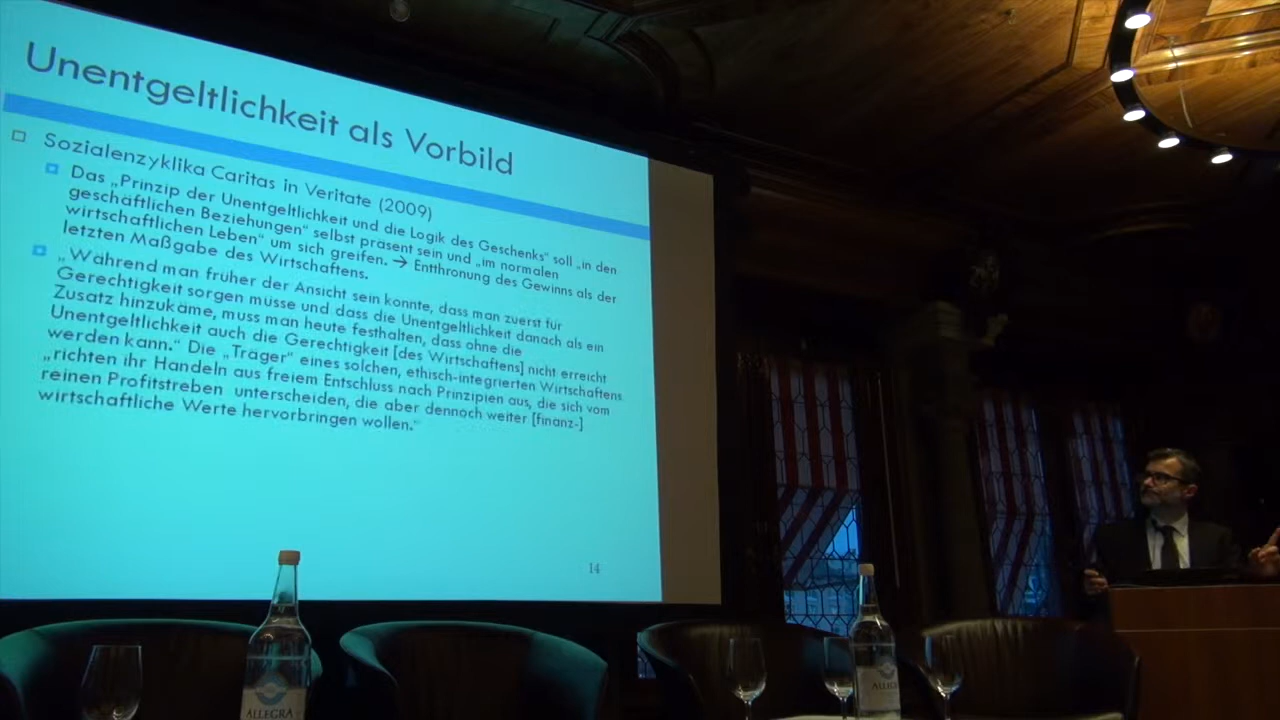 Unentgeltlichkeit als Vorbild
Sozialenzyklika Caritas in Veritate (2009)
Das „Prinzip der Unentgeltlichkeit und die Logik des Geschenks“ soll „in den
geschäftlichen Beziehungen“ selbst präsent sein und „im normalen
wirtschaftlichen Leben“ um sich greifen. → Entthronung des Gewinns als der
letzten Maßgabe des Wirtschaftens.
„Während man früher der Ansicht sein konnte, dass man zuerst für
Gerechtigkeit sorgen müsse und dass die Unentgeltlichkeit danach als ein
Zusatz hinzukäme, muss man heute festhalten, dass ohne die
Unentgeltlichkeit auch die Gerechtigkeit [des Wirtschaftens] nicht erreicht
werden kann.“ Die „Träger“ eines solchen, ethisch-integrierten Wirtschaftens
„richten ihr Handeln aus freiem Entschluss nach Prinzipien aus, die sich vom
reinen Profitstreben unterscheiden, die aber dennoch weiter [finanz-]
wirtschaftliche Werte hervorbringen wollen.“
14
ALLEGRA
ALLEGRA